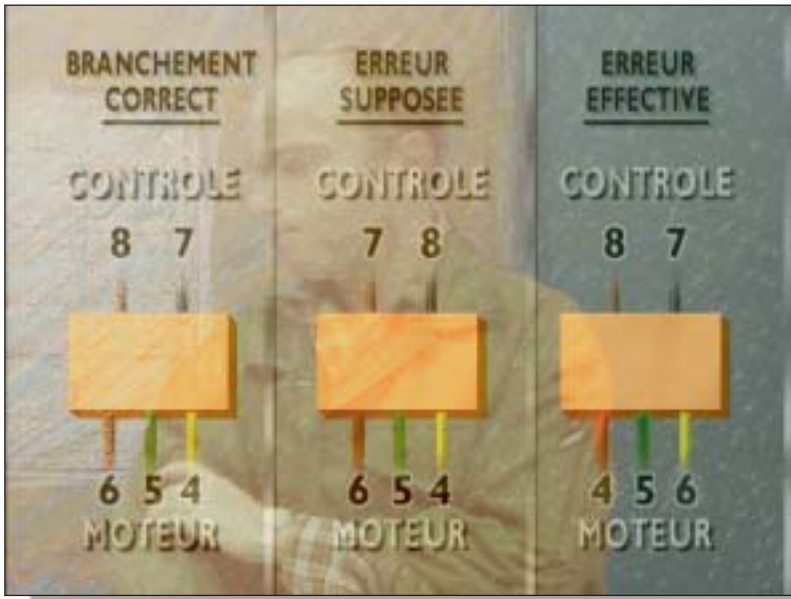 BRANCHEMENT
CORRECT
CONTROLE
8 7
6 5 4
MOTEUR
ERREUR
SUPPOSEE
CONTROLE
7 8
6 5 4
MOTEUR
ERREUR
EFFECTIVE
CONTROLE
8 7
4 5 6
MOTEUR